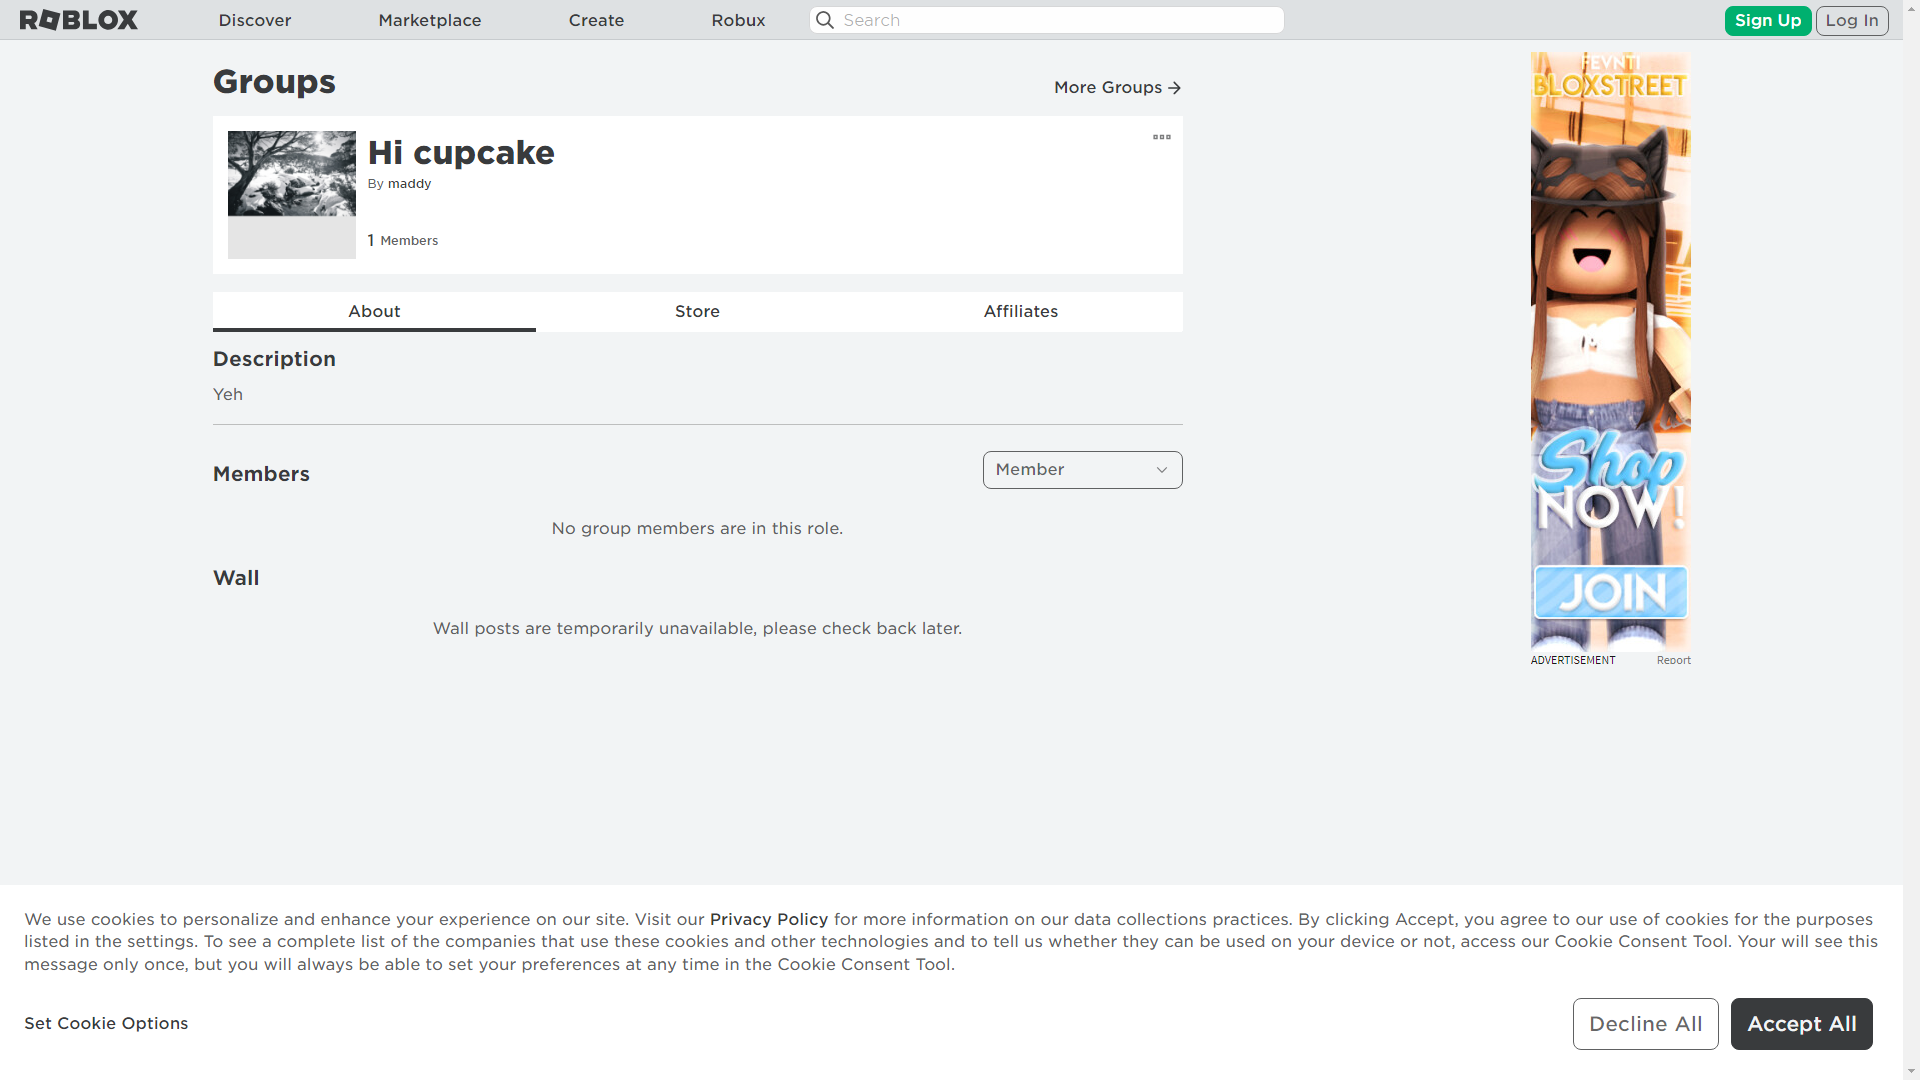 ROBLOX
Discover
Marketplace
Create
Robux
Search
Sign Up
Log In
Groups
More Groups
Hi cupcake
By maddy
1 Members
About
Store
Affiliates
Description
Yeh
Members
Member
No group members are in this role.
Wall
Wall posts are temporarily unavailable, please check back later.
FEVNTI
BLOXSTREET
Shop
NOW!
JOIN
ADVERTISEMENT
Report
We use cookies to personalize and enhance your experience on our site. Visit our Privacy Policy for more information on our data collections practices. By clicking Accept, you agree to our use of cookies for the purposes
listed in the settings. To see a complete list of the companies that use these cookies and other technologies and to tell us whether they can be used on your device or not, access our Cookie Consent Tool. Your will see this
message only once, but you will always be able to set your preferences at any time in the Cookie Consent Tool.
Set Cookie Options
Decline All
Accept All